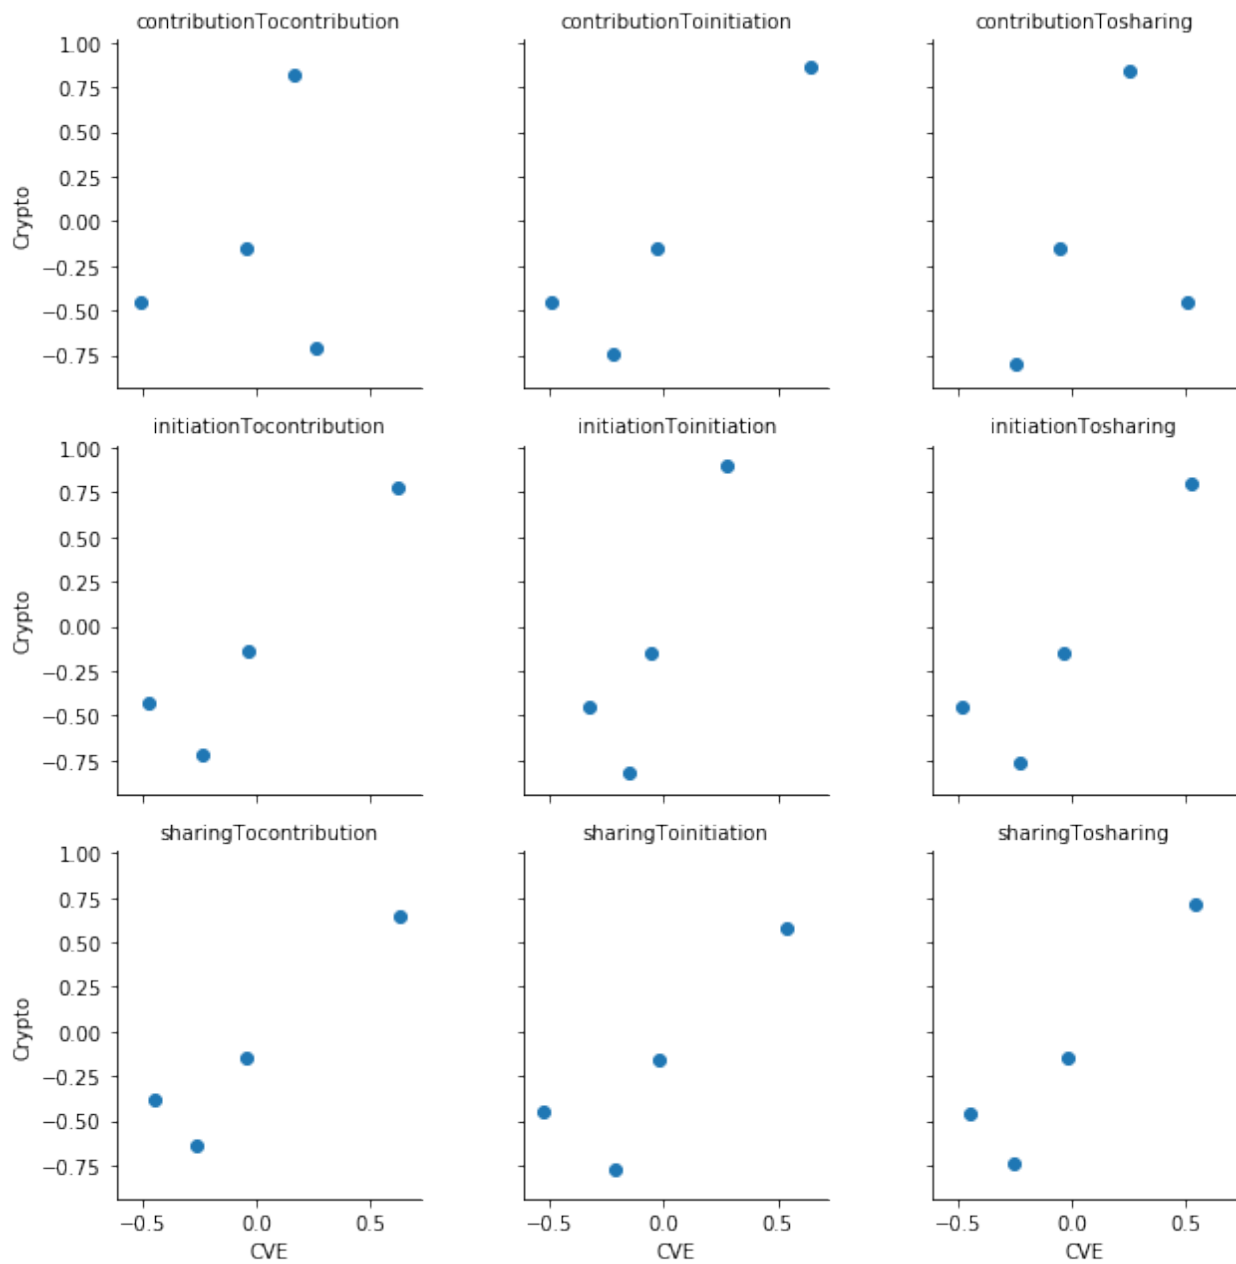 contributionTocontribution
contributionToinitiation
contributionTosharing
1.00
0.75
0.50
0.25
0.00
−0.25
−0.50
−0.75
Crypto
initiationTocontribution
initiationToinitiation
initiationTosharing
1.00
0.75
0.50
0.25
0.00
−0.25
−0.50
−0.75
Crypto
sharingTocontribution
sharingToinitiation
sharingTosharing
1.00
0.75
0.50
0.25
0.00
−0.25
−0.50
−0.75
Crypto
−0.5 0.0 0.5
CVE
−0.5 0.0 0.5
CVE
−0.5 0.0 0.5
CVE